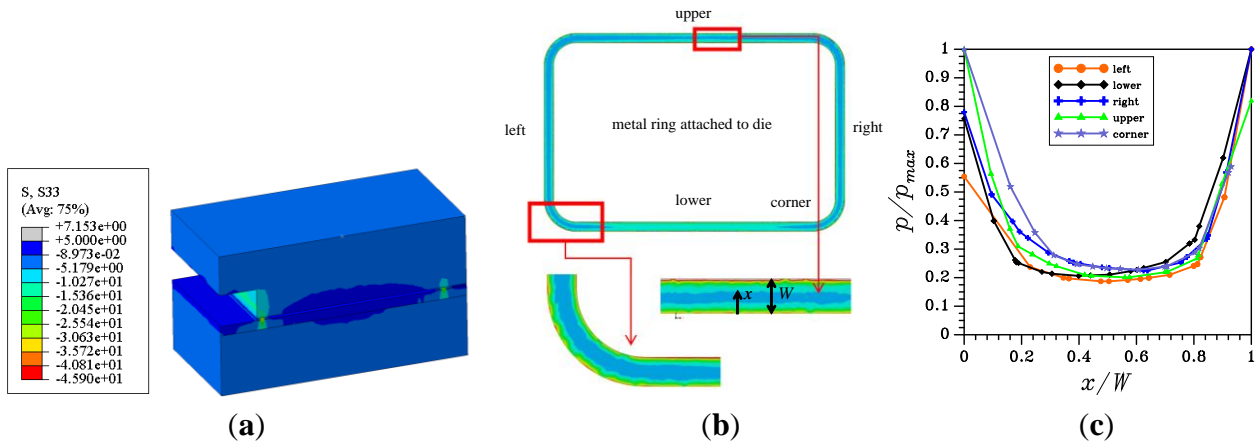 S, S33
(Avg: 75%)
+7.153e+00
+5.000e+00
-8.973e-02
-5.179e+00
-1.027e+01
-1.536e+01
-2.045e+01
-2.554e+01
-3.063e+01
-3.572e+01
-4.081e+01
-4.590e+01
(a)
upper
left
metal ring attached to die
right
lower
corner
x
W
(b)
p/p_max
1
0.9
0.8
0.7
0.6
0.5
0.4
0.3
0.2
0.1
0
left
lower
right
upper
corner
0 0.2 0.4 0.6 0.8 1
x/W
(c)